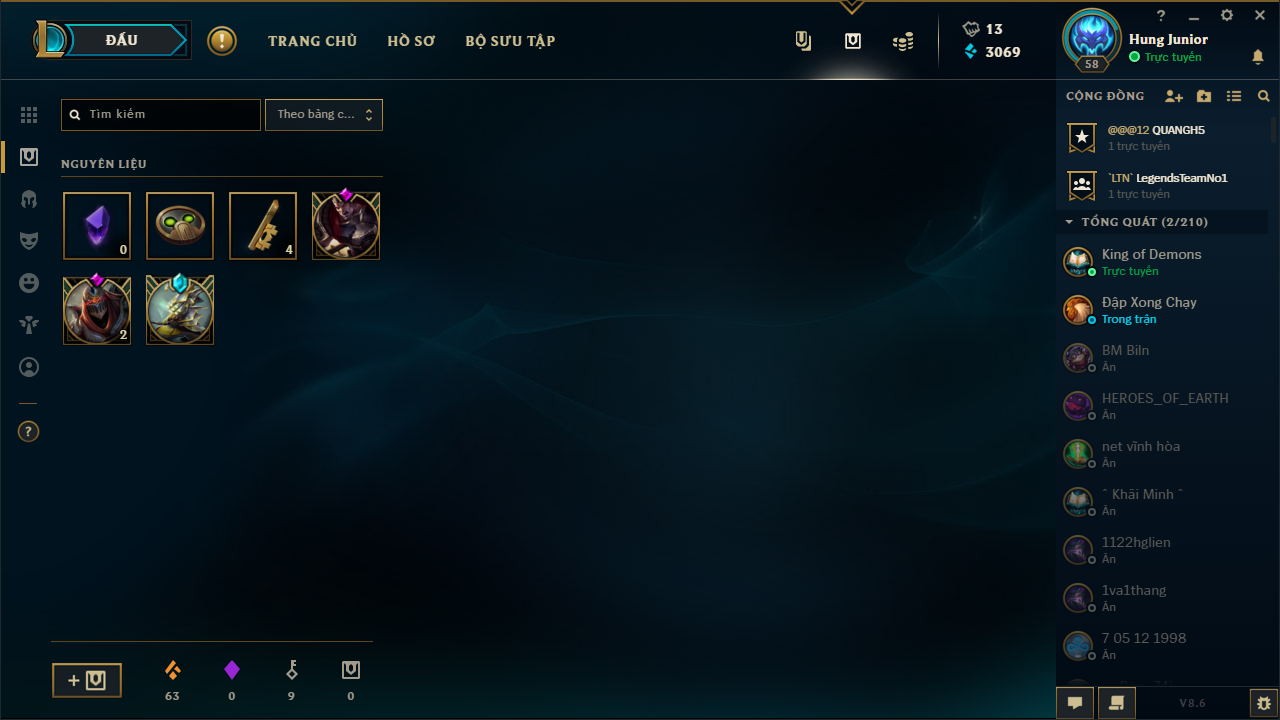 ĐẤU
!
TRANG CHỦ
HỒ SƠ
BỘ SƯU TẬP
13
3069
58
?
Hung Junior
Trực tuyến
Tìm kiếm
Theo bảng c...
NGUYÊN LIỆU
0
4
2
?
63
0
9
0
CỘNG ĐỒNG
@@@12 QUANGH5
1 trực tuyến
`LTN` LegendsTeamNo1
1 trực tuyến
TỔNG QUÁT (2/210)
King of Demons
Trực tuyến
Đập Xong Chạy
Trong trận
BM Biln
Ẩn
HEROES_OF_EARTH
Ẩn
net vĩnh hòa
Ẩn
ˆ Khãi Minh ˆ
Ẩn
1122hglien
Ẩn
1va1thang
Ẩn
7 05 12 1998
Ẩn
V8.6